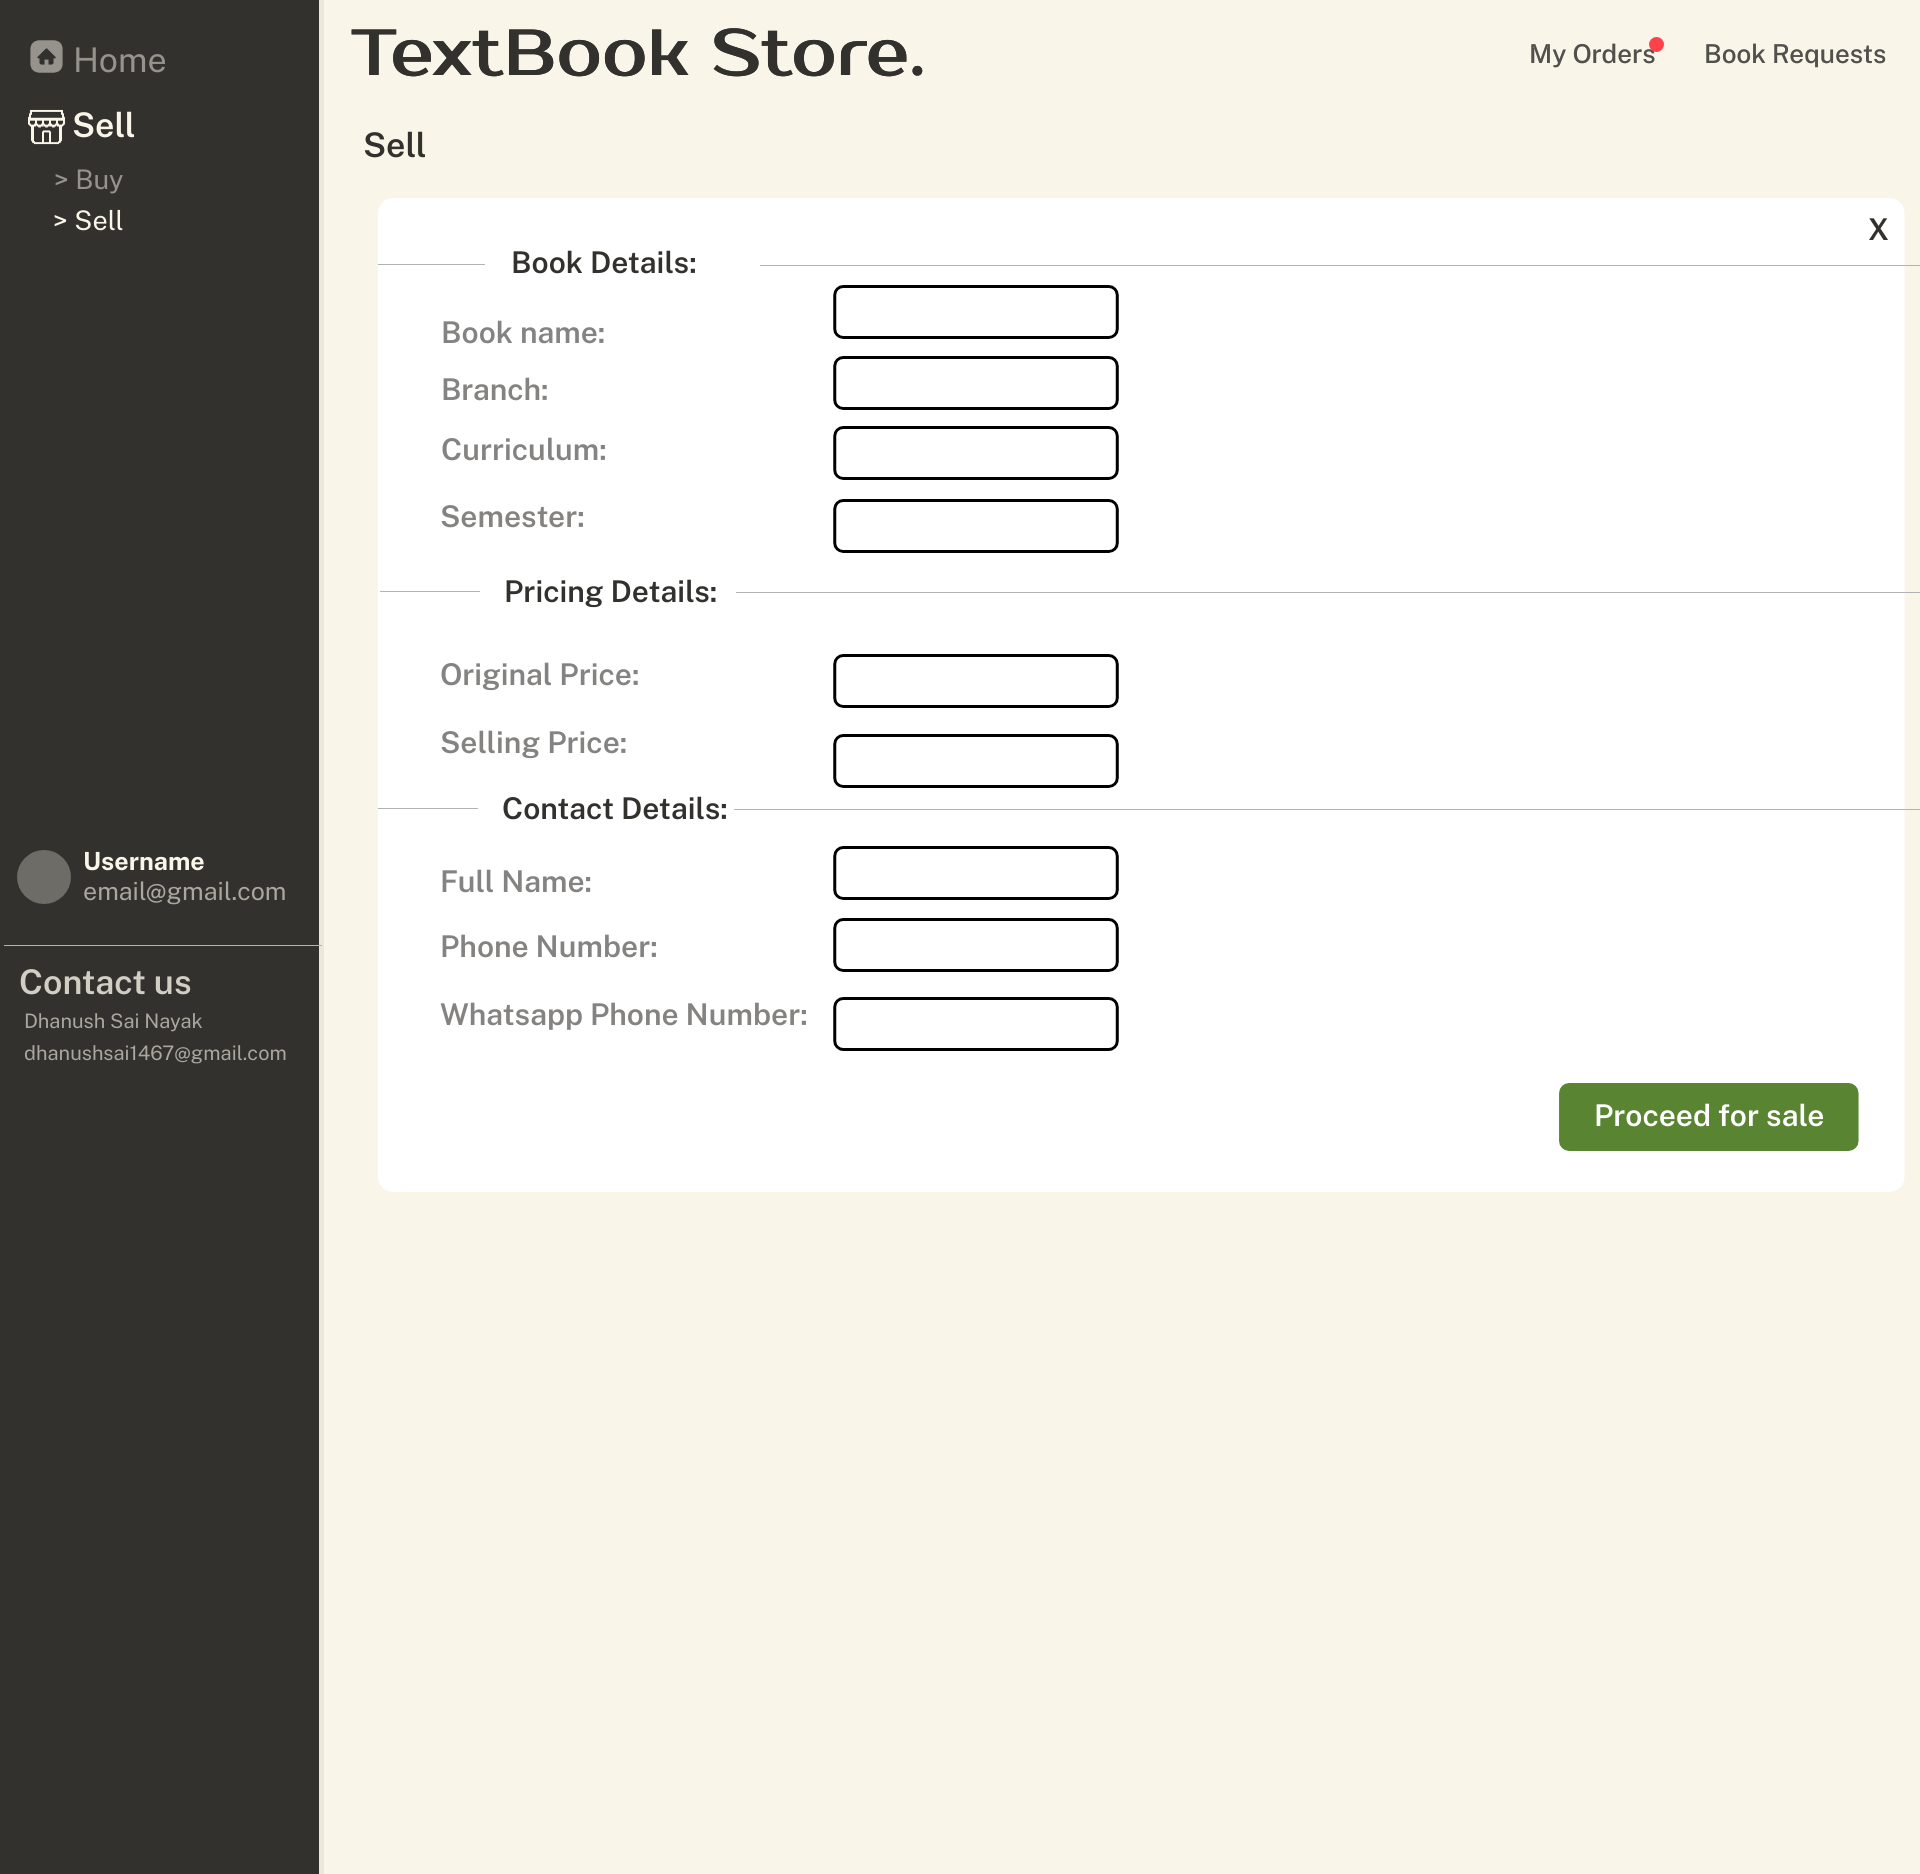 Home
Sell
> Buy
> Sell
Username
email@gmail.com
Contact us
Dhanush Sai Nayak
dhanushsai1467@gmail.com
TextBook Store.
My Orders
Book Requests
Sell
X
Book Details:
Book name:
Branch:
Curriculum:
Semester:
Pricing Details:
Original Price:
Selling Price:
Contact Details:
Full Name:
Phone Number:
Whatsapp Phone Number:
Proceed for sale